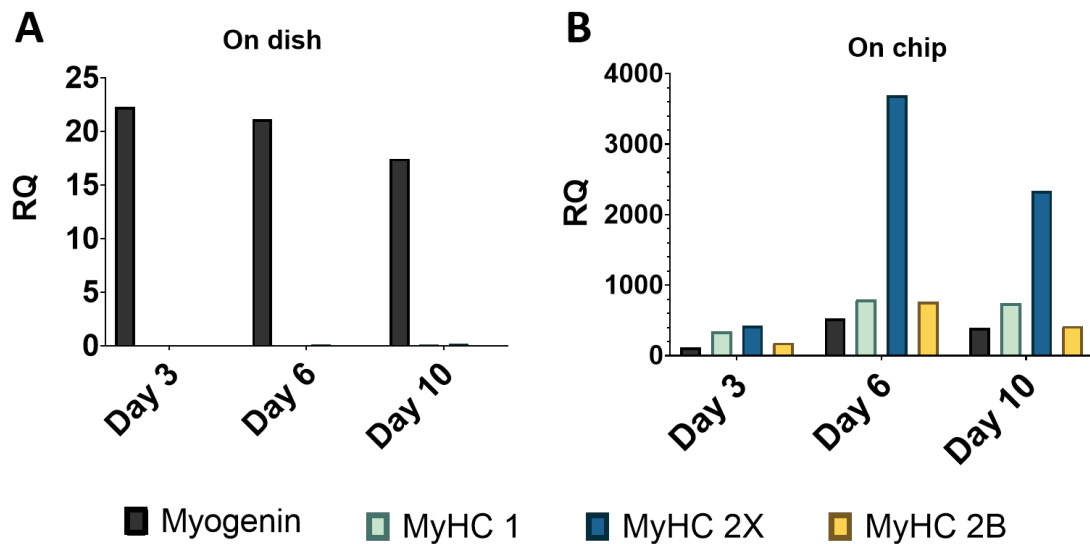 A
On dish
RQ
25
20
15
10
5
0
Day 3
Day 6
Day 10
B
On chip
RQ
4000
3000
2000
1000
0
Day 3
Day 6
Day 10
Myogenin MyHC 1 MyHC 2X MyHC 2B